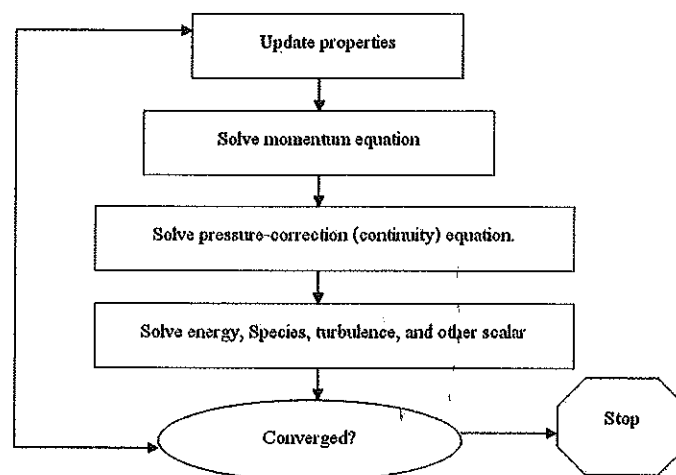 Update properties
Solve momentum equation
Solve pressure-correction (continuity) equation.
Solve energy, Species, turbulence, and other scalar
Converged?
Stop